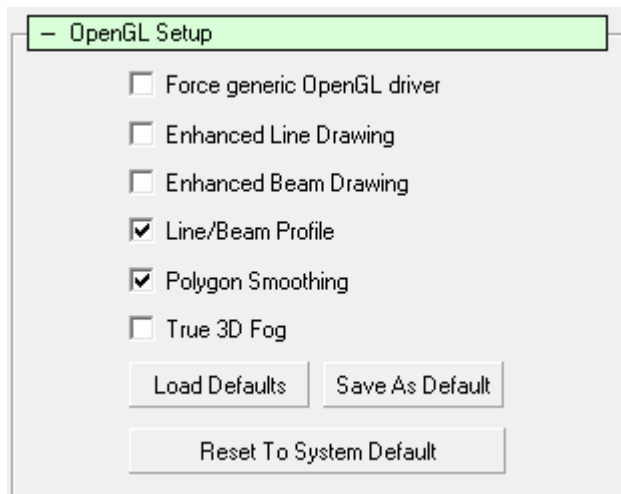 – OpenGL Setup
Force generic OpenGL driver
Enhanced Line Drawing
Enhanced Beam Drawing
Line/Beam Profile
Polygon Smoothing
True 3D Fog
Load Defaults Save As Default
Reset To System Default